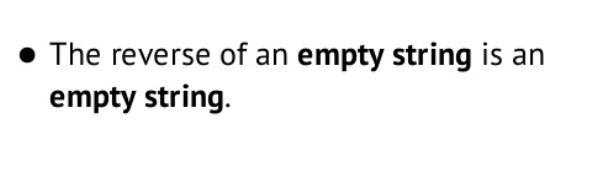 ● The reverse of an empty string is an
empty string.